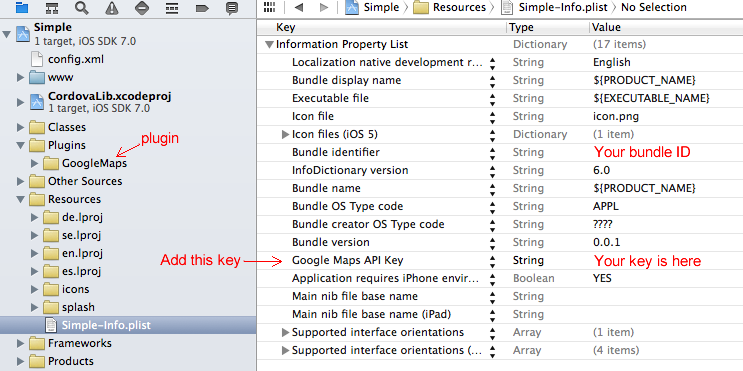 Simple
1 target, iOS SDK 7.0
config.xml
www
CordovaLib.xcodeproj
1 target, iOS SDK 7.0
Classes
Plugins
plugin
GoogleMaps
Other Sources
Resources
de.lproj
se.lproj
en.lproj
es.lproj
icons
splash
Simple-Info.plist
Frameworks
Products
Simple Resources Simple-Info.plist No Selection
Key Type Value
Information Property List Dictionary (17 items)
Localization native development r... String English
Bundle display name String ${PRODUCT_NAME}
Executable file String ${EXECUTABLE_NAME}
Icon file String icon.png
Icon files (iOS 5) Dictionary (1 item)
Bundle identifier String Your bundle ID
InfoDictionary version String 6.0
Bundle name String ${PRODUCT_NAME}
Bundle OS Type code String APPL
Bundle creator OS Type code String ????
Bundle version String 0.0.1
Add this key Google Maps API Key String Your key is here
Application requires iPhone envir... Boolean YES
Main nib file base name String
Main nib file base name (iPad) String
Supported interface orientations Array (1 item)
Supported interface orientations (... Array (4 items)